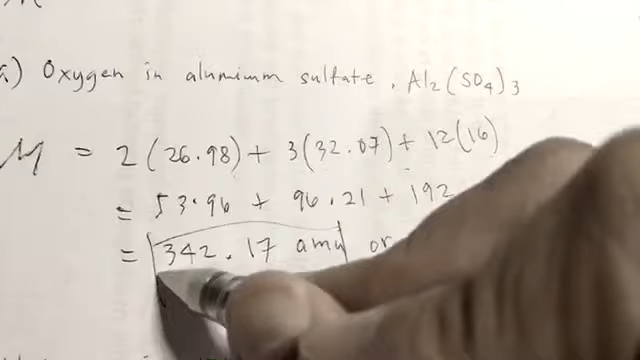 a) Oxygen in aluminium sulfate, Al₂(SO₄)₃
M = 2(26.98) + 3(32.07) + 12(16)
= 53.96 + 96.21 + 192
= 342.17 amu or